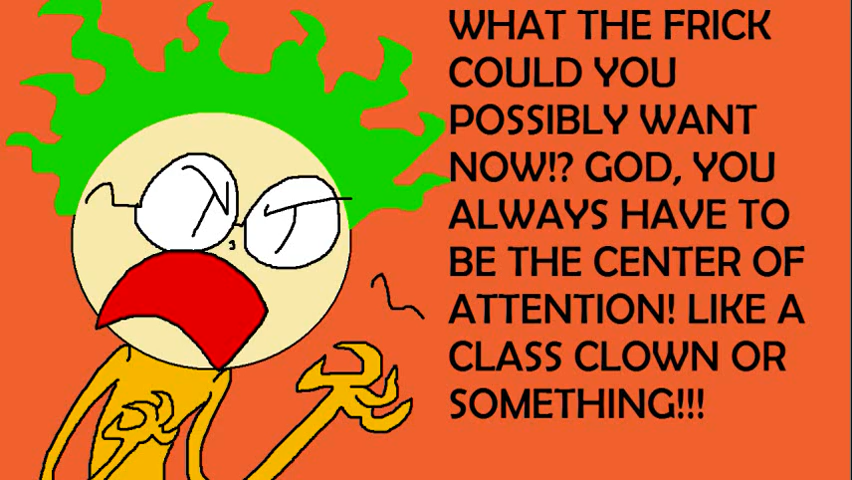 WHAT THE FRICK
COULD YOU
POSSIBLY WANT
NOW!? GOD, YOU
ALWAYS HAVE TO
BE THE CENTER OF
ATTENTION! LIKE A
CLASS CLOWN OR
SOMETHING!!!